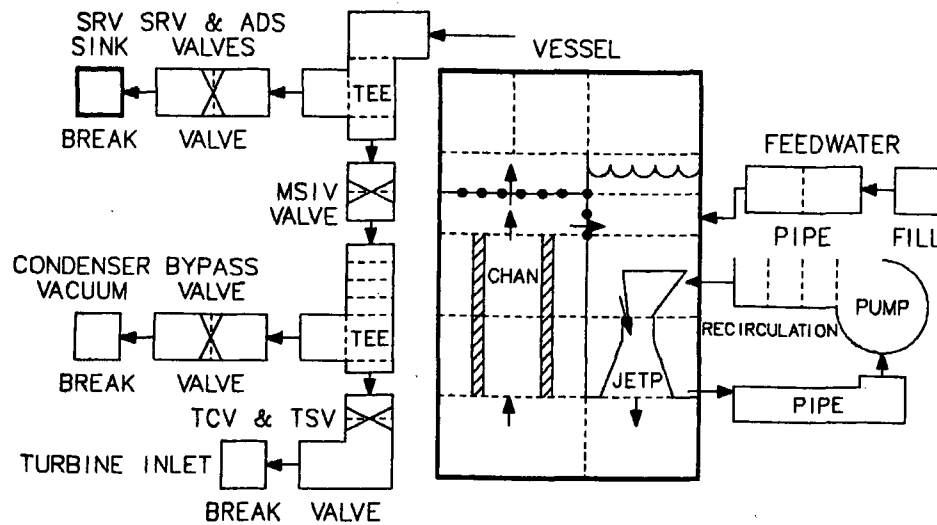 SRV SRV & ADS
SINK VALVES
TEE
BREAK VALVE
MSIV
VALVE
CONDENSER BYPASS
VACUUM VALVE
TEE
BREAK VALVE
TCV & TSV
TURBINE INLET
BREAK VALVE
VESSEL
CHAN
JETP
FEEDWATER
PIPE FILL
PUMP
RECIRCULATION
PIPE